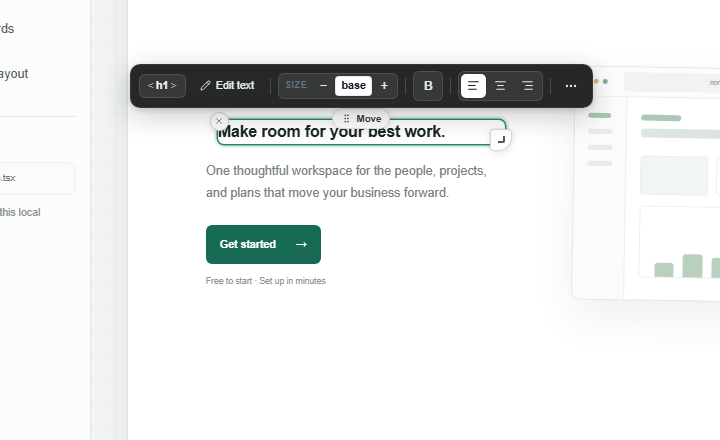 rds
ayout
.tsx
this local
<h1>
Edit text
SIZE − base +
B
Move
Make room for your best work.
One thoughtful workspace for the people, projects,
and plans that move your business forward.
Get started →
Free to start · Set up in minutes
nor